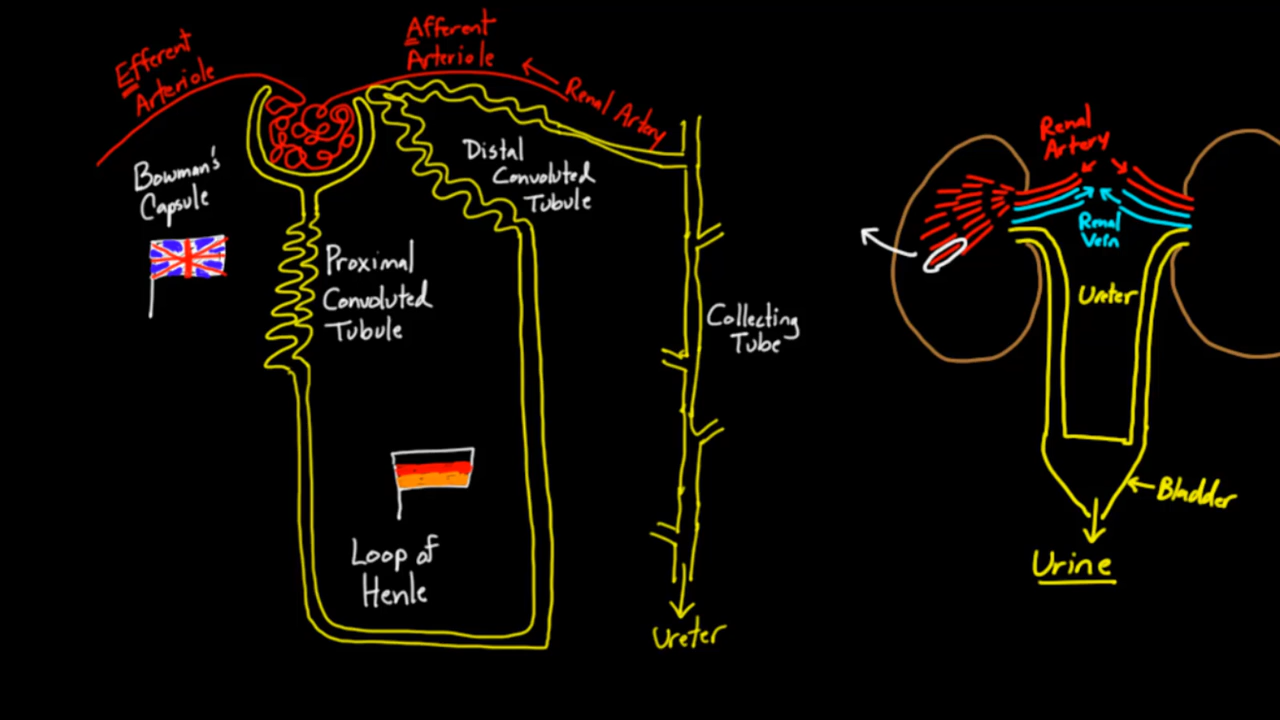 Efferent
Arteriole
Afferent
Arteriole
Renal Artery
Bowman's
Capsule
Distal
Convoluted
Tubule
Proximal
Convoluted
Tubule
Collecting
Tube
Loop of
Henle
Ureter
Renal
Artery
Renal
Vein
Ureter
Bladder
Urine